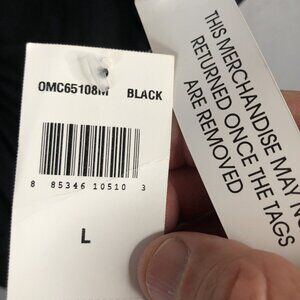 OMC65108M BLACK
8 85346 10510 3
L
THIS MERCHANDISE MAY
RETURNED ONCE THE TAGS
ARE REMOVED